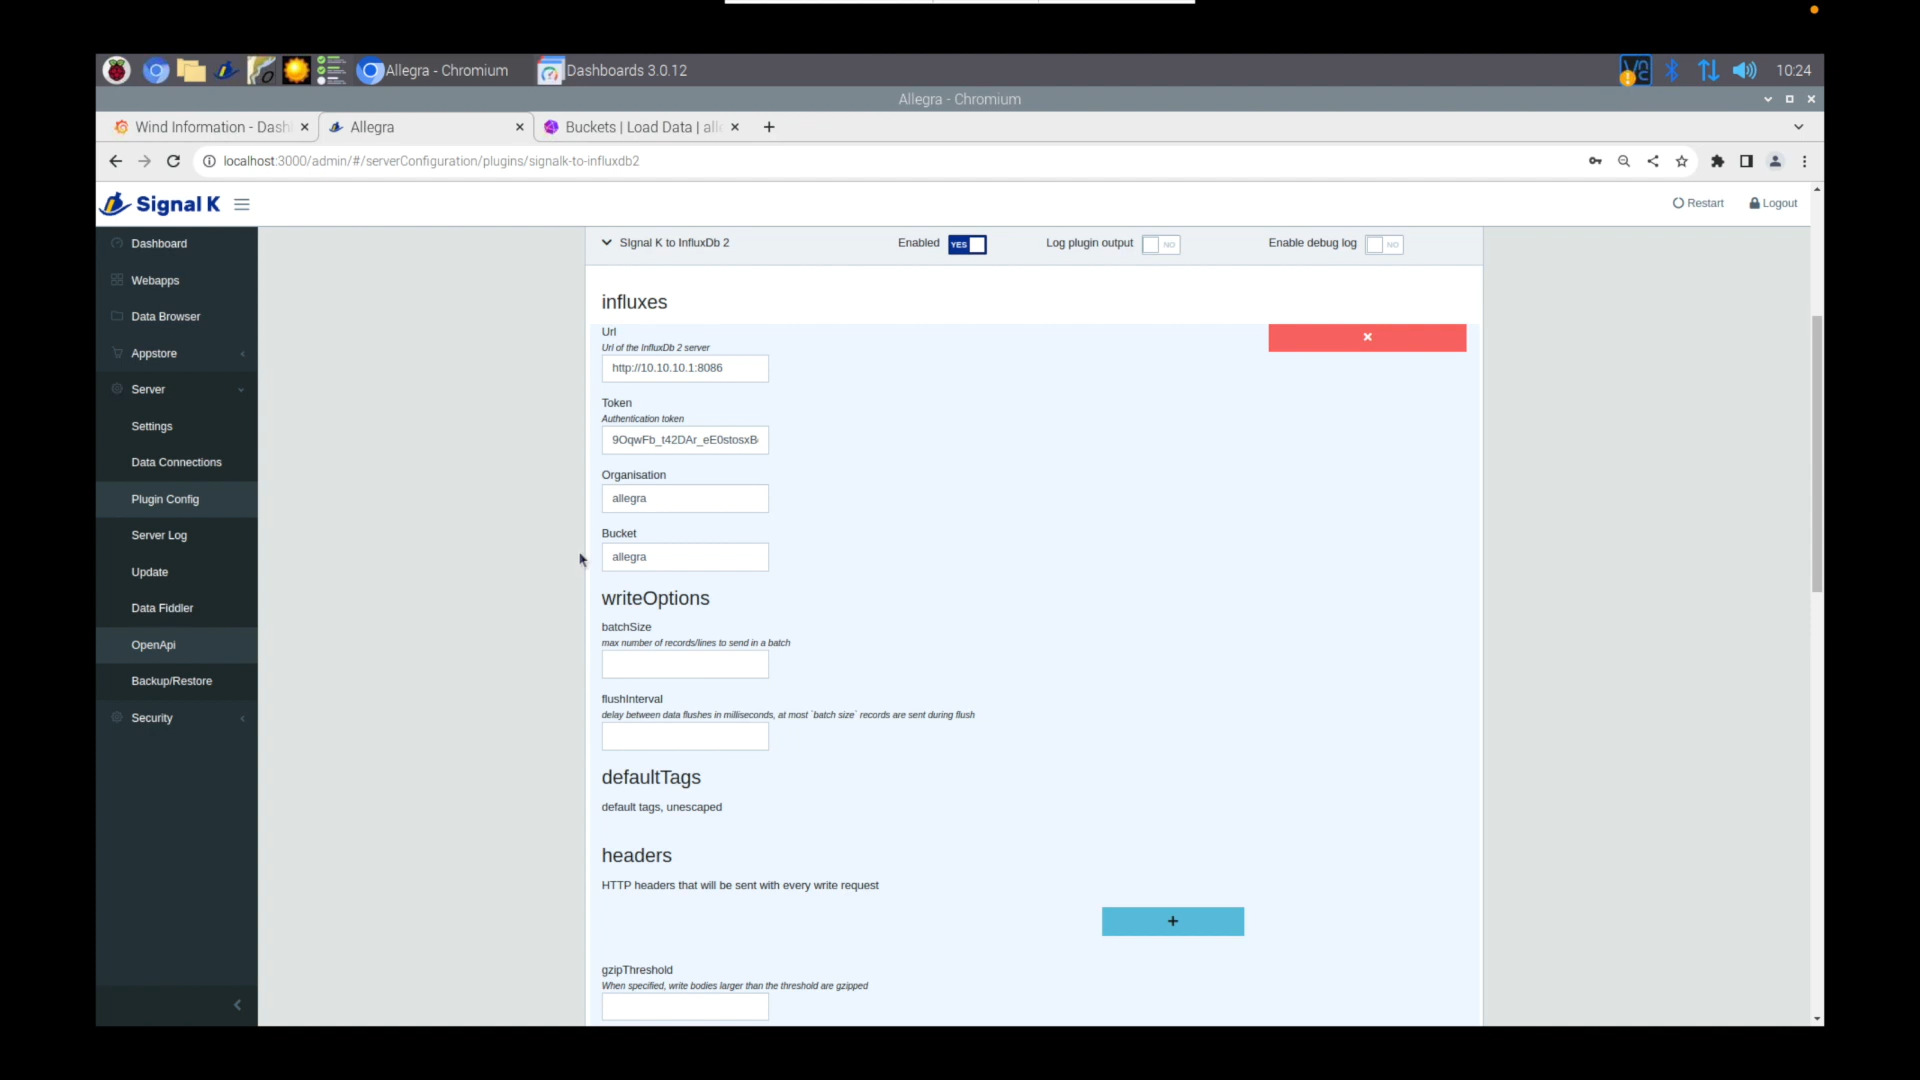 Allegra - Chromium
Dashboards 3.0.12
10:24
Allegra - Chromium
Wind Information - Dash
Allegra
Buckets | Load Data | alle
localhost:3000/admin/#/serverConfiguration/plugins/signalk-to-influxdb2
Signal K
Restart
Logout
Dashboard
Webapps
Data Browser
Appstore
Server
Settings
Data Connections
Plugin Config
Server Log
Update
Data Fiddler
OpenApi
Backup/Restore
Security
SIgnal K to InfluxDb 2
Enabled
YES
Log plugin output
NO
Enable debug log
NO
influxes
Url
Url of the InfluxDb 2 server
http://10.10.10.1:8086
Token
Authentication token
9OqwFb_t42DAr_eE0stosxB
Organisation
allegra
Bucket
allegra
writeOptions
batchSize
max number of records/lines to send in a batch
flushInterval
delay between data flushes in milliseconds, at most `batch size` records are sent during flush
defaultTags
default tags, unescaped
headers
HTTP headers that will be sent with every write request
+
gzipThreshold
When specified, write bodies larger than the threshold are gzipped